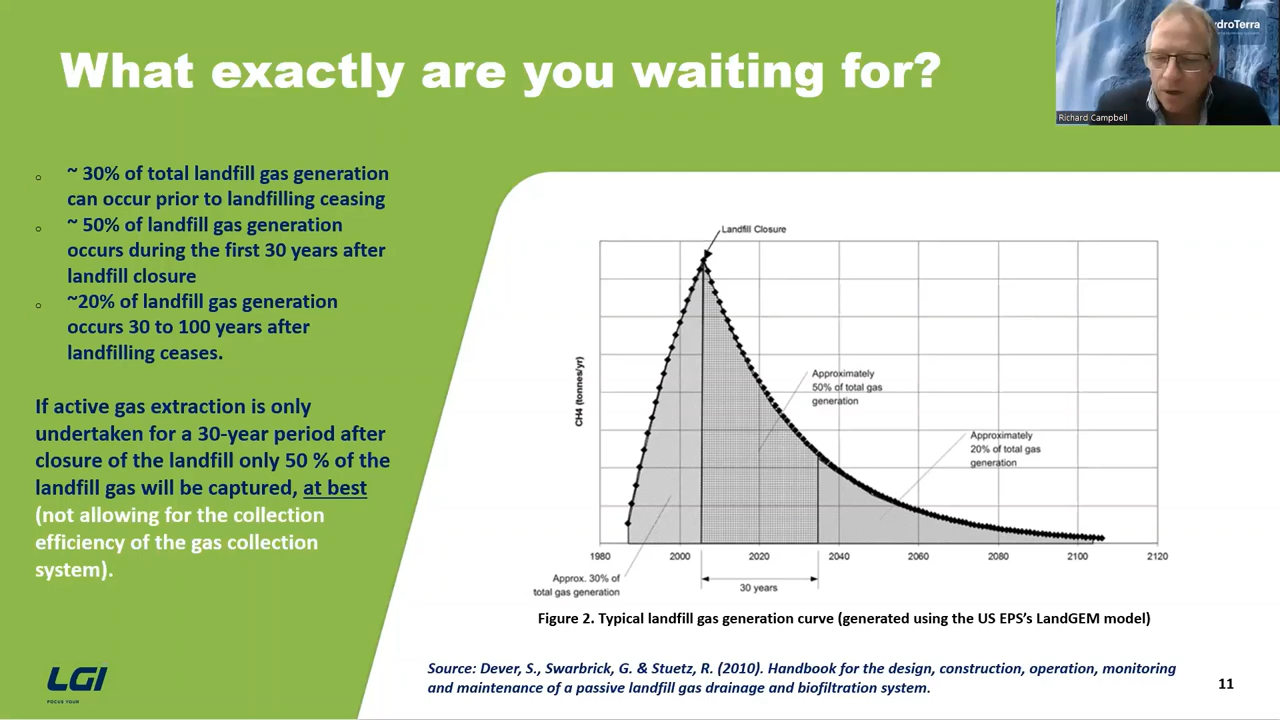 What exactly are you waiting for?
droTerra
Richard Campbell
~ 30% of total landfill gas generation
can occur prior to landfilling ceasing
~ 50% of landfill gas generation
occurs during the first 30 years after
landfill closure
~20% of landfill gas generation
occurs 30 to 100 years after
landfilling ceases.
If active gas extraction is only
undertaken for a 30-year period after
closure of the landfill only 50 % of the
landfill gas will be captured, at best
(not allowing for the collection
efficiency of the gas collection
system).
Landfill Closure
CH4 (tonnes/yr)
Approximately
50% of total gas
generation
Approximately
20% of total gas
generation
1980 2000 2020 2040 2060 2080 2100 2120
Approx. 30% of
total gas generation
30 years
Figure 2. Typical landfill gas generation curve (generated using the US EPS's LandGEM model)
Source: Dever, S., Swarbrick, G. & Stuetz, R. (2010). Handbook for the design, construction, operation, monitoring
and maintenance of a passive landfill gas drainage and biofiltration system.
LGI
FOCUS YOUR
11